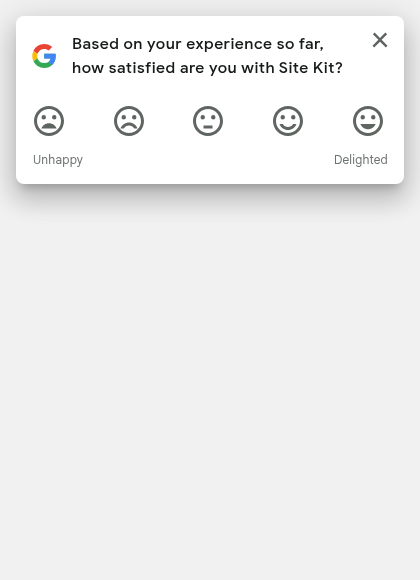 Based on your experience so far,
how satisfied are you with Site Kit?
Unhappy
Delighted